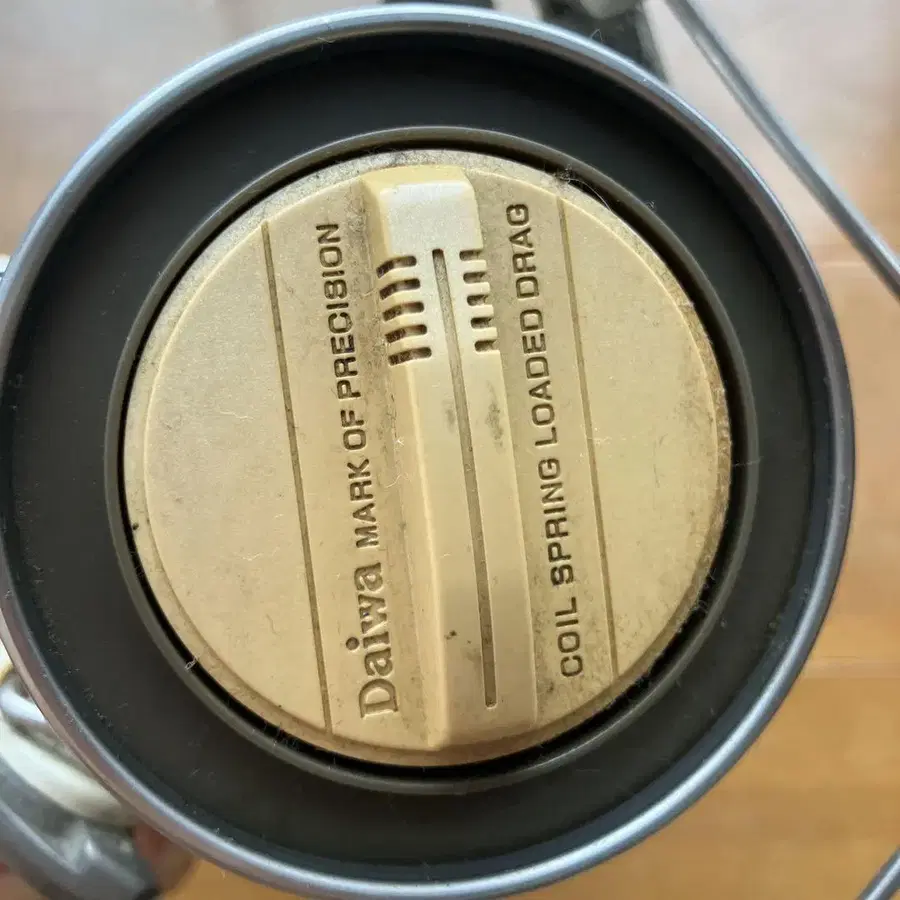 Daiwa MARK OF PRECISION
COIL SPRING LOADED DRAG